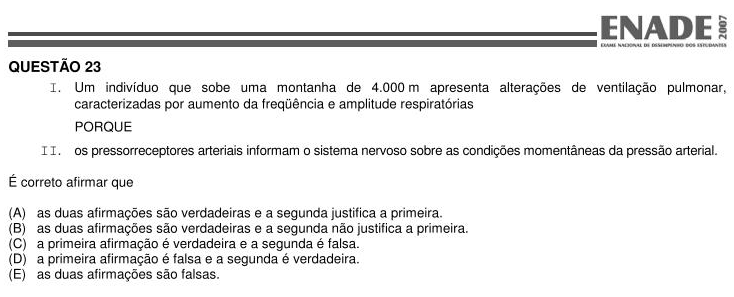 ENADE 2007
EXAME NACIONAL DE DESEMPENHO DOS ESTUDANTES
QUESTÃO 23
I. Um indivíduo que sobe uma montanha de 4.000 m apresenta alterações de ventilação pulmonar,
caracterizadas por aumento da freqüência e amplitude respiratórias
PORQUE
II. os pressorreceptores arteriais informam o sistema nervoso sobre as condições momentâneas da pressão arterial.
É correto afirmar que
(A) as duas afirmações são verdadeiras e a segunda justifica a primeira.
(B) as duas afirmações são verdadeiras e a segunda não justifica a primeira.
(C) a primeira afirmação é verdadeira e a segunda é falsa.
(D) a primeira afirmação é falsa e a segunda é verdadeira.
(E) as duas afirmações são falsas.